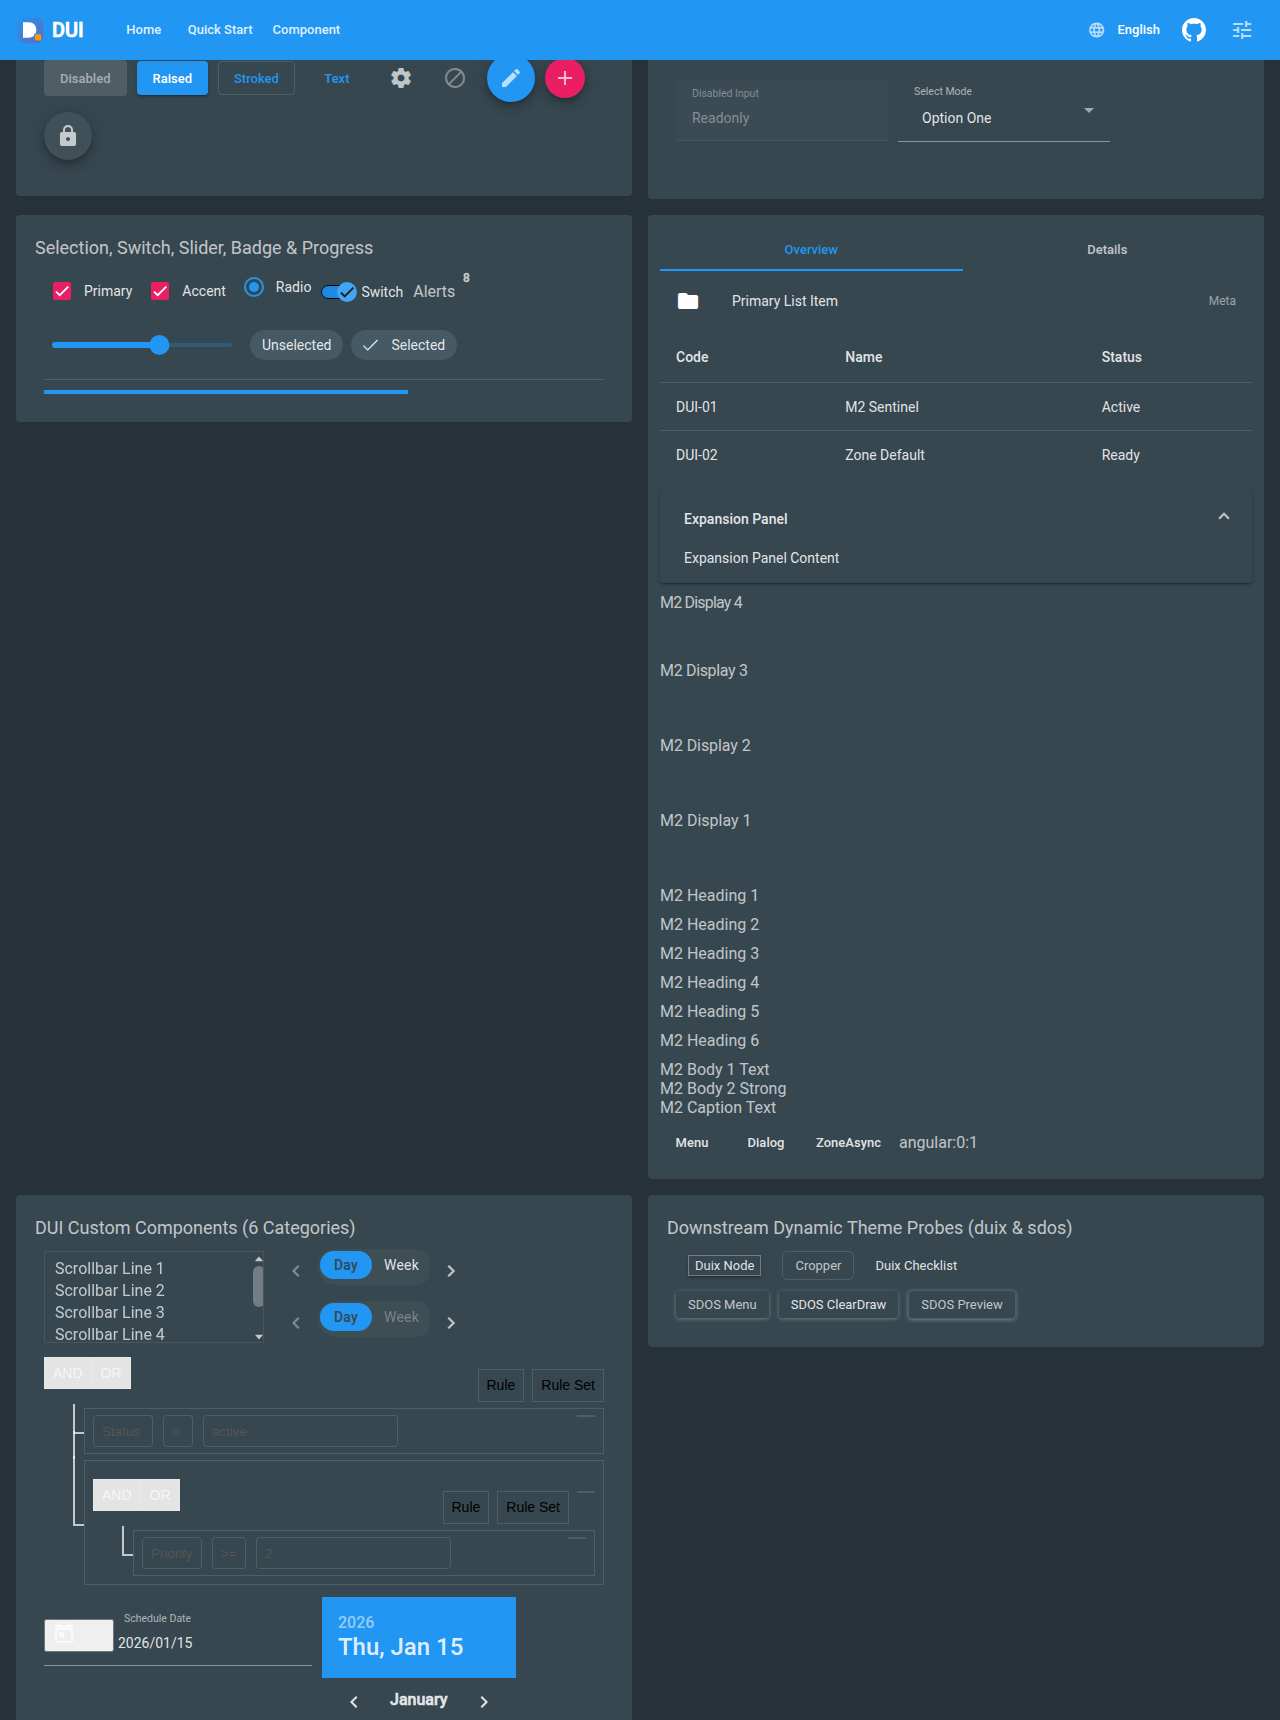 DUI
Home
Quick Start
Component
English
Disabled
Raised
Stroked
Text
Disabled Input
Readonly
Select Mode
Option One
Selection, Switch, Slider, Badge & Progress
Primary
Accent
Radio
Switch
Alerts
8
Unselected
Selected
Overview
Details
Primary List Item
Meta
Code Name Status
DUI-01 M2 Sentinel Active
DUI-02 Zone Default Ready
Expansion Panel
Expansion Panel Content
M2 Display 4
M2 Display 3
M2 Display 2
M2 Display 1
M2 Heading 1
M2 Heading 2
M2 Heading 3
M2 Heading 4
M2 Heading 5
M2 Heading 6
M2 Body 1 Text
M2 Body 2 Strong
M2 Caption Text
Menu
Dialog
ZoneAsync
angular:0:1
DUI Custom Components (6 Categories)
Scrollbar Line 1
Scrollbar Line 2
Scrollbar Line 3
Scrollbar Line 4
Day
Week
Day
Week
AND
OR
Rule
Rule Set
Status
=
active
AND
OR
Rule
Rule Set
Priority
>=
2
Schedule Date
2026/01/15
2026
Thu, Jan 15
January
Downstream Dynamic Theme Probes (duix & sdos)
Duix Node
Cropper
Duix Checklist
SDOS Menu
SDOS ClearDraw
SDOS Preview